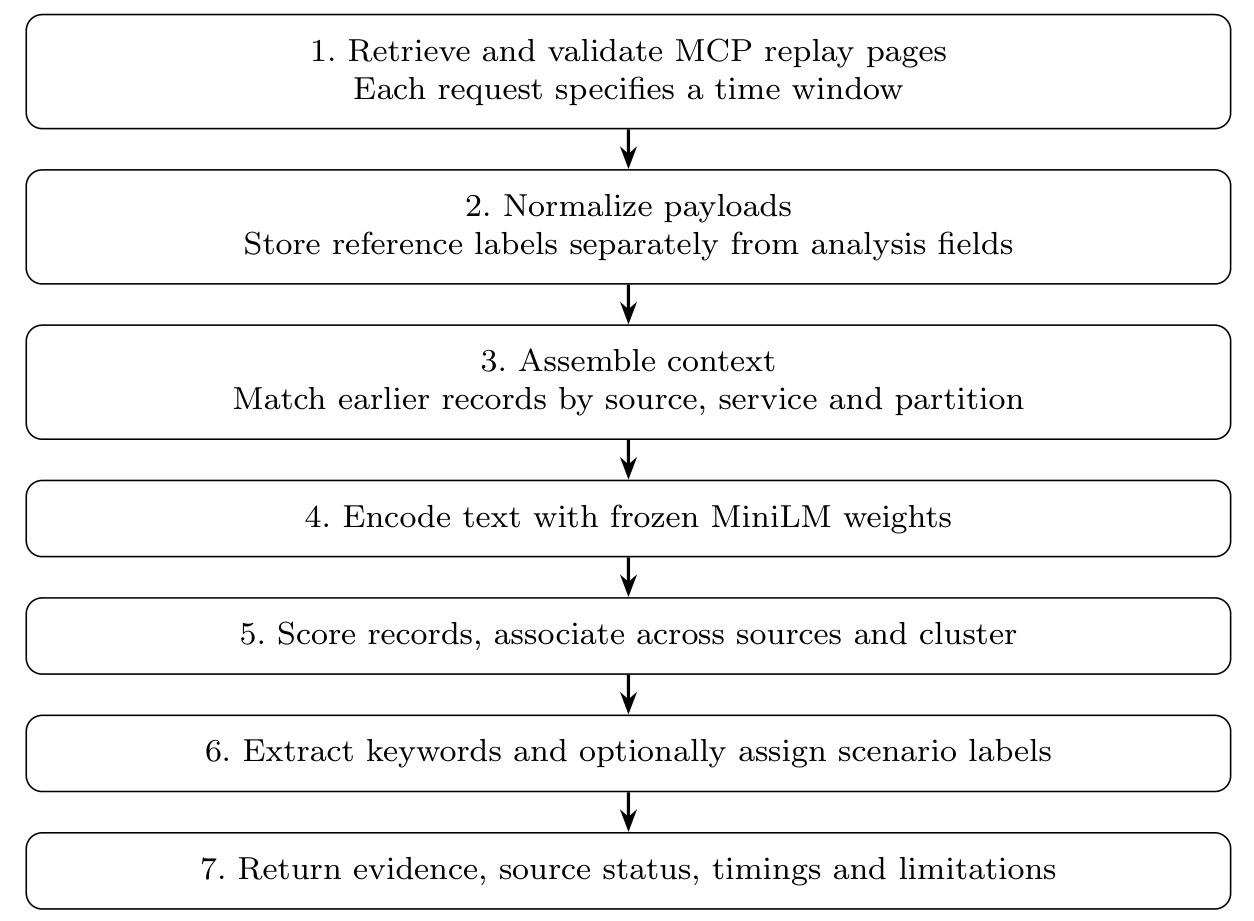 1. Retrieve and validate MCP replay pages
Each request specifies a time window
2. Normalize payloads
Store reference labels separately from analysis fields
3. Assemble context
Match earlier records by source, service and partition
4. Encode text with frozen MiniLM weights
5. Score records, associate across sources and cluster
6. Extract keywords and optionally assign scenario labels
7. Return evidence, source status, timings and limitations